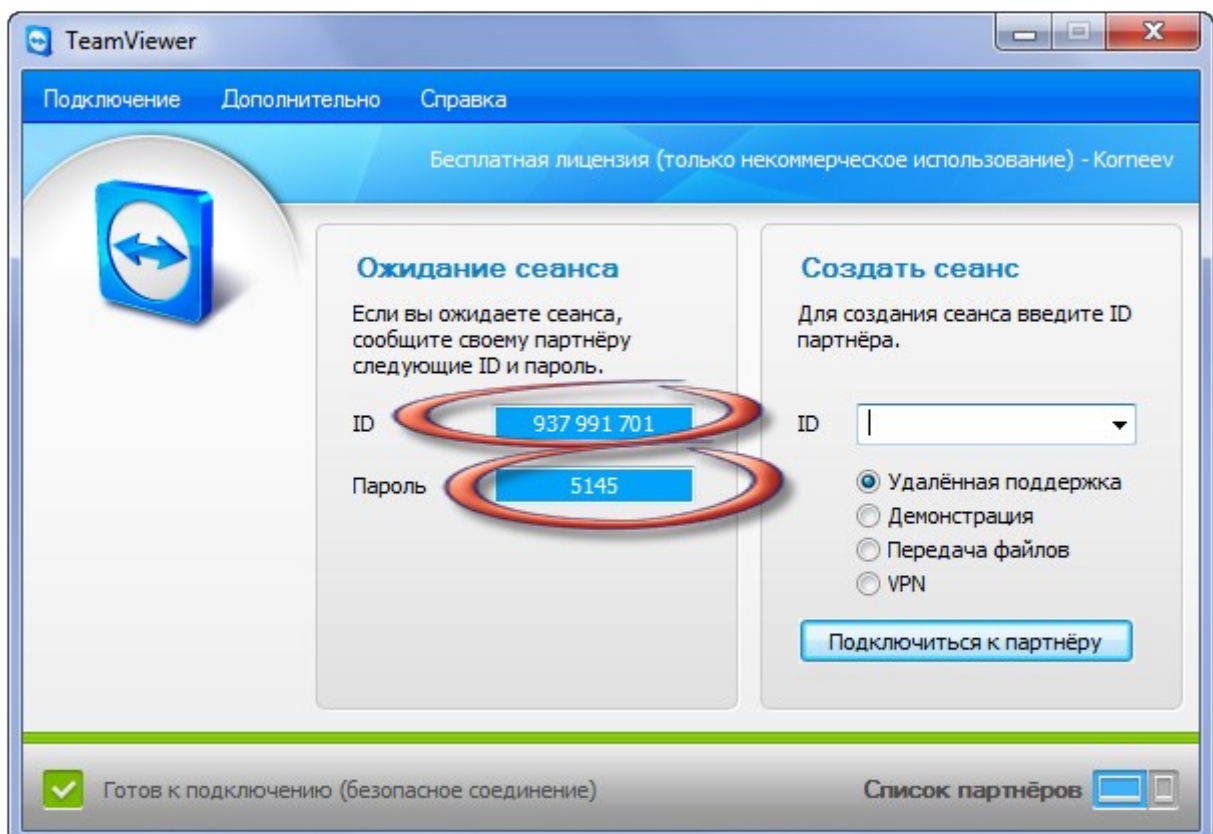 TeamViewer
Подключение Дополнительно Справка
Бесплатная лицензия (только некоммерческое использование) - Korneev
Ожидание сеанса
Если вы ожидаете сеанса,
сообщите своему партнёру
следующие ID и пароль.
ID 937 991 701
Пароль 5145
Создать сеанс
Для создания сеанса введите ID
партнёра.
ID
Удалённая поддержка
Демонстрация
Передача файлов
VPN
Подключиться к партнёру
Готов к подключению (безопасное соединение)
Список партнёров